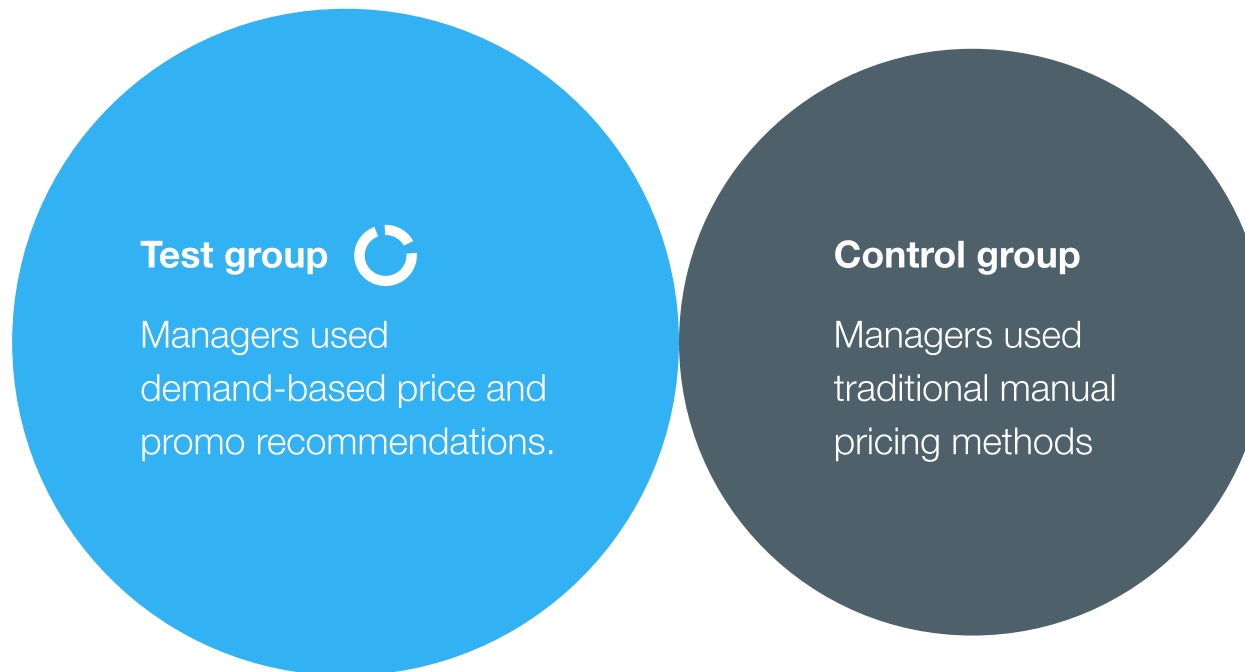 Test group
Managers used
demand-based price and
promo recommendations.
Control group
Managers used
traditional manual
pricing methods